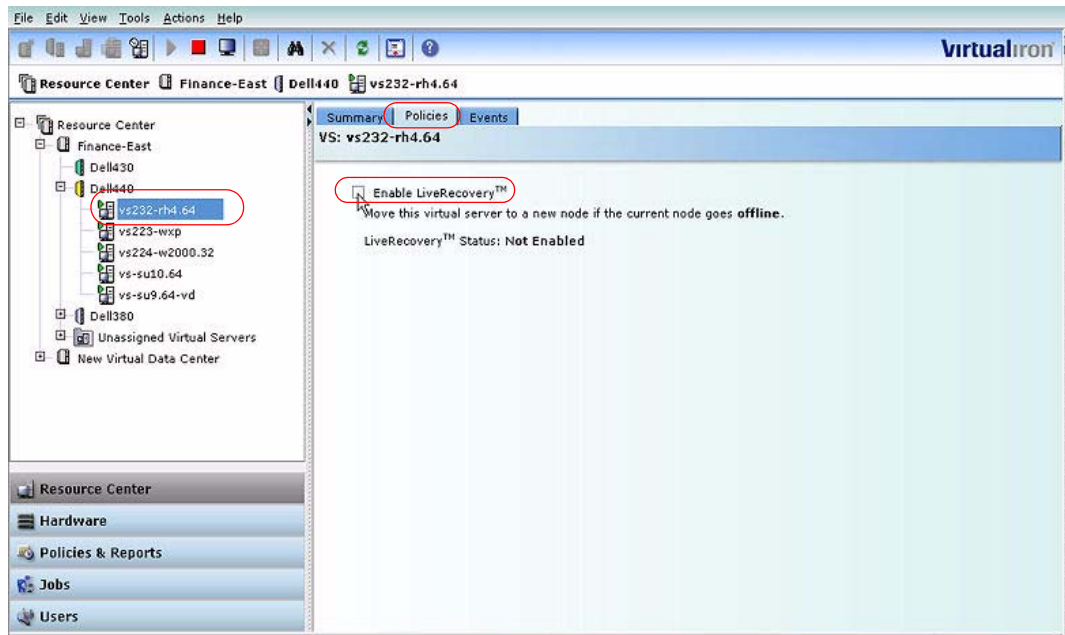 File Edit View Tools Actions Help
VirtualIron
Resource Center Finance-East Dell440 vs232-rh4.64
Resource Center
Finance-East
Dell430
Dell440
vs232-rh4.64
vs223-wxp
vs224-w2000.32
vs-su10.64
vs-su9.64-vd
Dell380
Unassigned Virtual Servers
New Virtual Data Center
Resource Center
Hardware
Policies & Reports
Jobs
Users
Summary Policies Events
VS: vs232-rh4.64
Enable LiveRecovery™
Move this virtual server to a new node if the current node goes offline.
LiveRecovery™ Status: Not Enabled